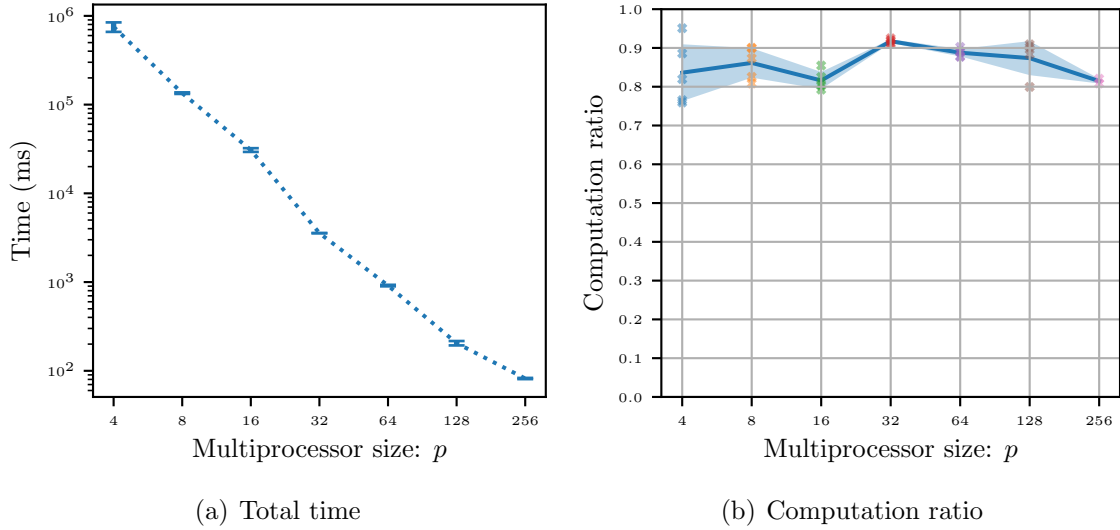 10^6
10^5
10^4
10^3
10^2
Time (ms)
4 8 16 32 64 128 256
Multiprocessor size: p
(a) Total time
1.0
0.9
0.8
0.7
0.6
0.5
0.4
0.3
0.2
0.1
0.0
Computation ratio
4 8 16 32 64 128 256
Multiprocessor size: p
(b) Computation ratio